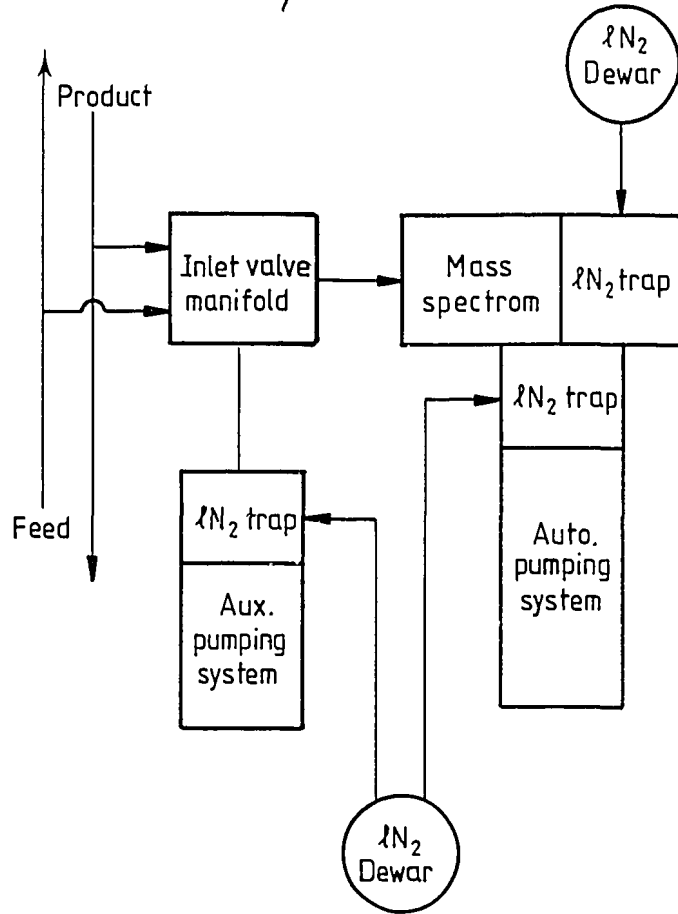 ℓN₂
Dewar
Product
Inlet valve
manifold
Mass
spectrom
ℓN₂ trap
ℓN₂ trap
Feed
ℓN₂ trap
Auto.
pumping
system
Aux.
pumping
system
ℓN₂
Dewar